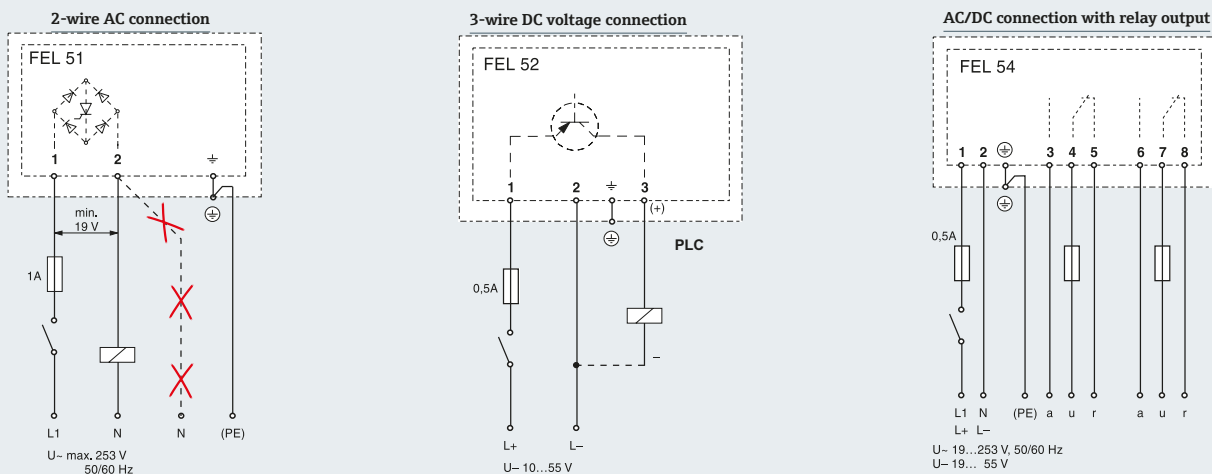 2-wire AC connection
FEL 51
1 2
min.
19 V
1A
L1 N N (PE)
U~ max. 253 V
50/60 Hz
3-wire DC voltage connection
FEL 52
1 2 3
(+)
PLC
0,5A
–
L+ L–
U– 10...55 V
AC/DC connection with relay output
FEL 54
1 2 3 4 5 6 7 8
0,5A
L1 N (PE) a u r a u r
L+ L–
U~ 19...253 V, 50/60 Hz
U– 19... 55 V